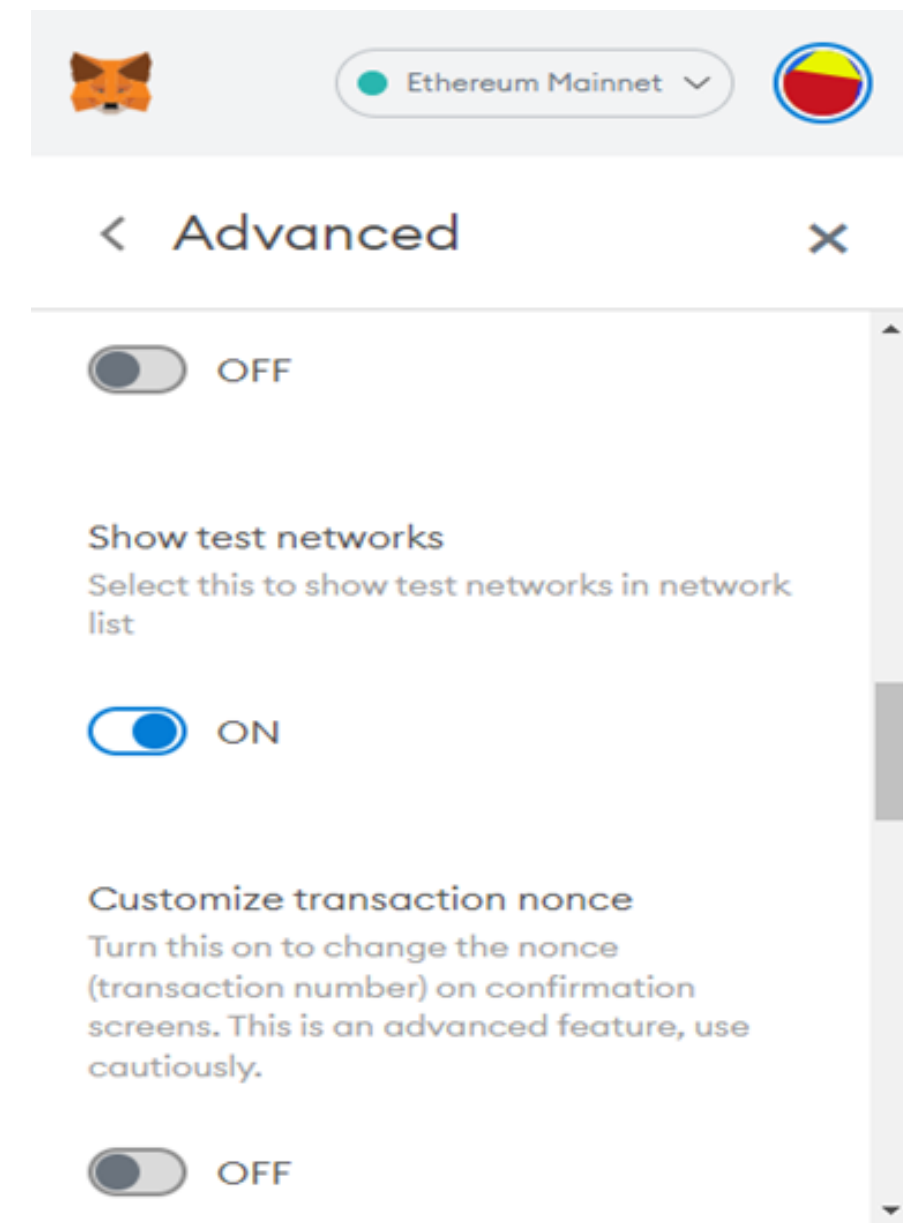 Ethereum Mainnet
Advanced
OFF
Show test networks
Select this to show test networks in network
list
ON
Customize transaction nonce
Turn this on to change the nonce
(transaction number) on confirmation
screens. This is an advanced feature, use
cautiously.
OFF